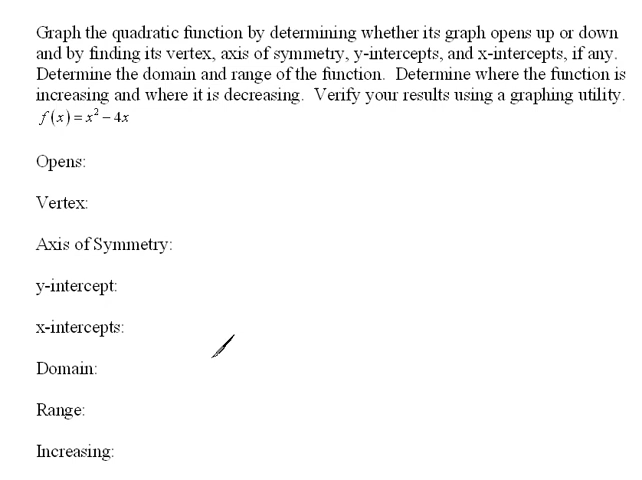 Graph the quadratic function by determining whether its graph opens up or down
and by finding its vertex, axis of symmetry, y-intercepts, and x-intercepts, if any.
Determine the domain and range of the function.  Determine where the function is
increasing and where it is decreasing.  Verify your results using a graphing utility.
f(x) = x² – 4x
Opens:
Vertex:
Axis of Symmetry:
y-intercept:
x-intercepts:
Domain:
Range:
Increasing: